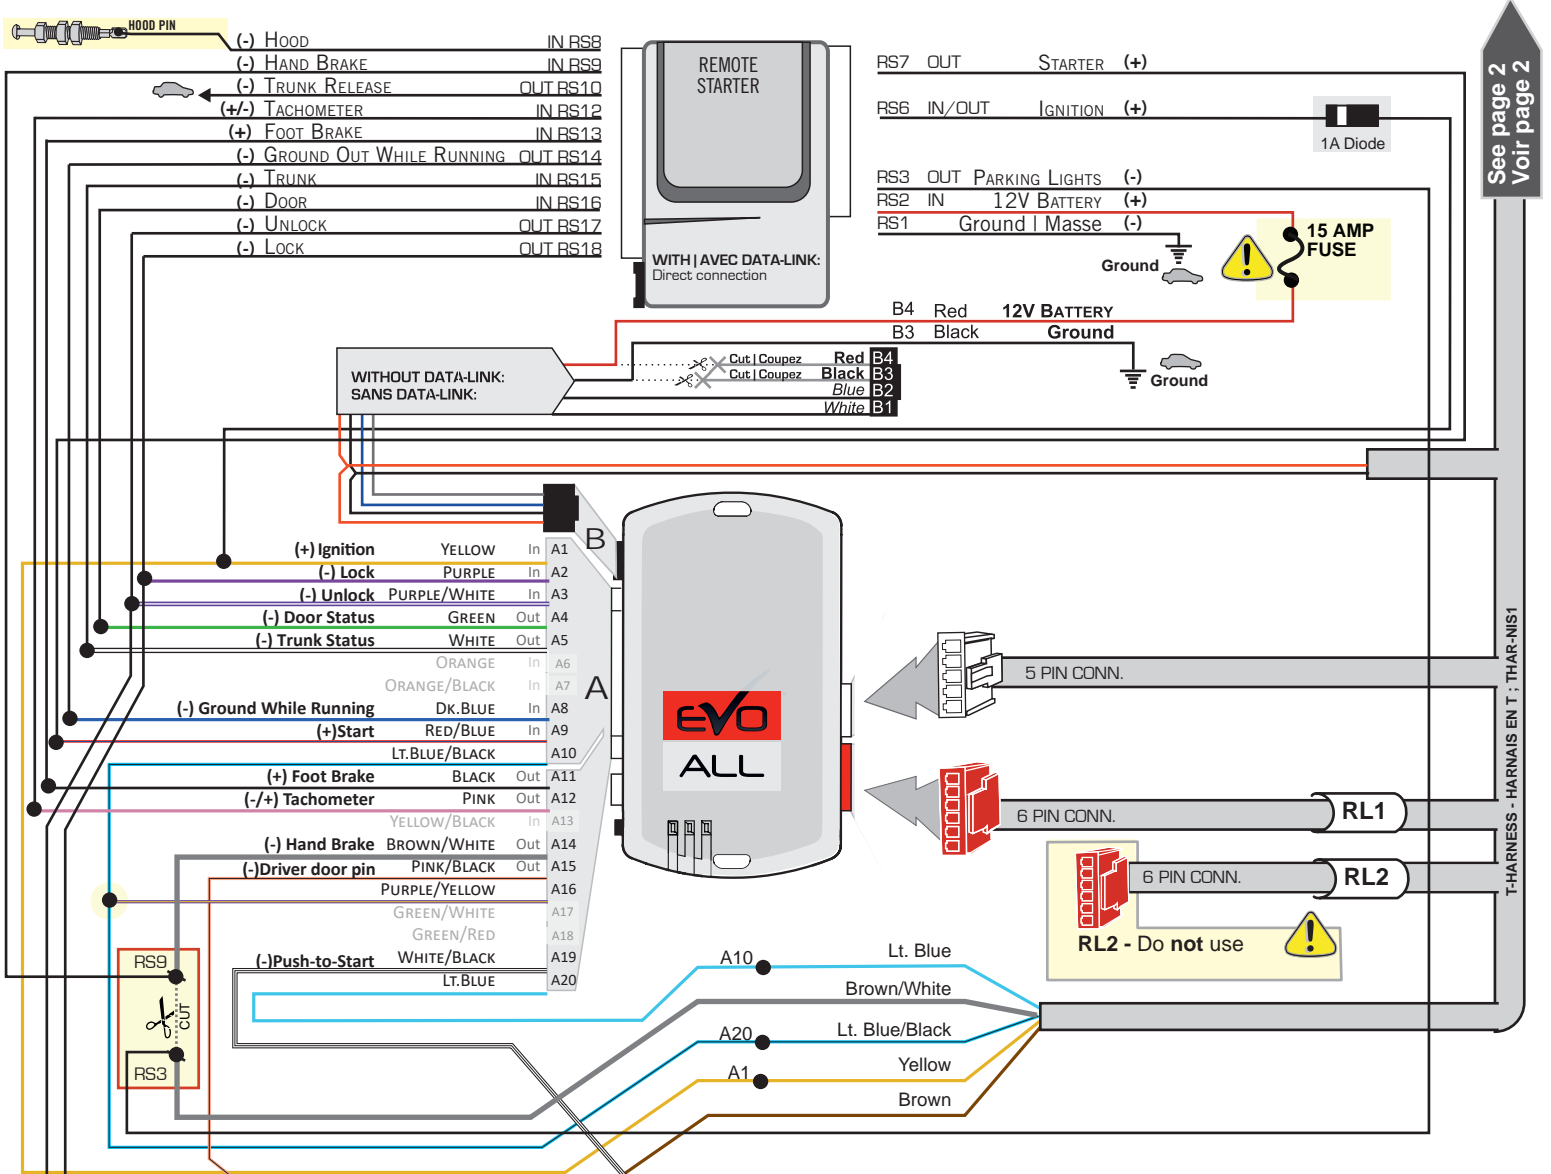 HOOD PIN
(-) HOOD IN RS8
(-) HAND BRAKE IN RS9
(-) TRUNK RELEASE OUT RS10
(+/-) TACHOMETER IN RS12
(+) FOOT BRAKE IN RS13
(-) GROUND OUT WHILE RUNNING OUT RS14
(-) TRUNK IN RS15
(-) DOOR IN RS16
(-) UNLOCK OUT RS17
(-) LOCK OUT RS18
REMOTE
STARTER
WITH | AVEC DATA-LINK:
Direct connection
RS7 OUT STARTER (+)
RS6 IN/OUT IGNITION (+)
1A Diode
RS3 OUT PARKING LIGHTS (-)
RS2 IN 12V BATTERY (+)
RS1 Ground | Masse (-)
Ground
15 AMP
FUSE
See page 2
Voir page 2
B4 Red 12V BATTERY
B3 Black Ground
Ground
WITHOUT DATA-LINK:
SANS DATA-LINK:
Cut | Coupez Red B4
Cut | Coupez Black B3
Blue B2
White B1
B
A
(+) Ignition YELLOW In A1
(-) Lock PURPLE In A2
(-) Unlock PURPLE/WHITE In A3
(-) Door Status GREEN Out A4
(-) Trunk Status WHITE Out A5
ORANGE In A6
ORANGE/BLACK In A7
(-) Ground While Running DK.BLUE In A8
(+)Start RED/BLUE In A9
LT.BLUE/BLACK A10
(+) Foot Brake BLACK Out A11
(-/+) Tachometer PINK Out A12
YELLOW/BLACK In A13
(-) Hand Brake BROWN/WHITE Out A14
(-)Driver door pin PINK/BLACK Out A15
PURPLE/YELLOW A16
GREEN/WHITE A17
GREEN/RED A18
(-)Push-to-Start WHITE/BLACK A19
LT.BLUE A20
EVO
ALL
5 PIN CONN.
6 PIN CONN. RL1
6 PIN CONN. RL2
RL2 - Do not use
T-HARNESS - HARNAIS EN T ; THAR-NIS1
RS9
CUT
RS3
A10 Lt. Blue
Brown/White
A20 Lt. Blue/Black
A1 Yellow
Brown